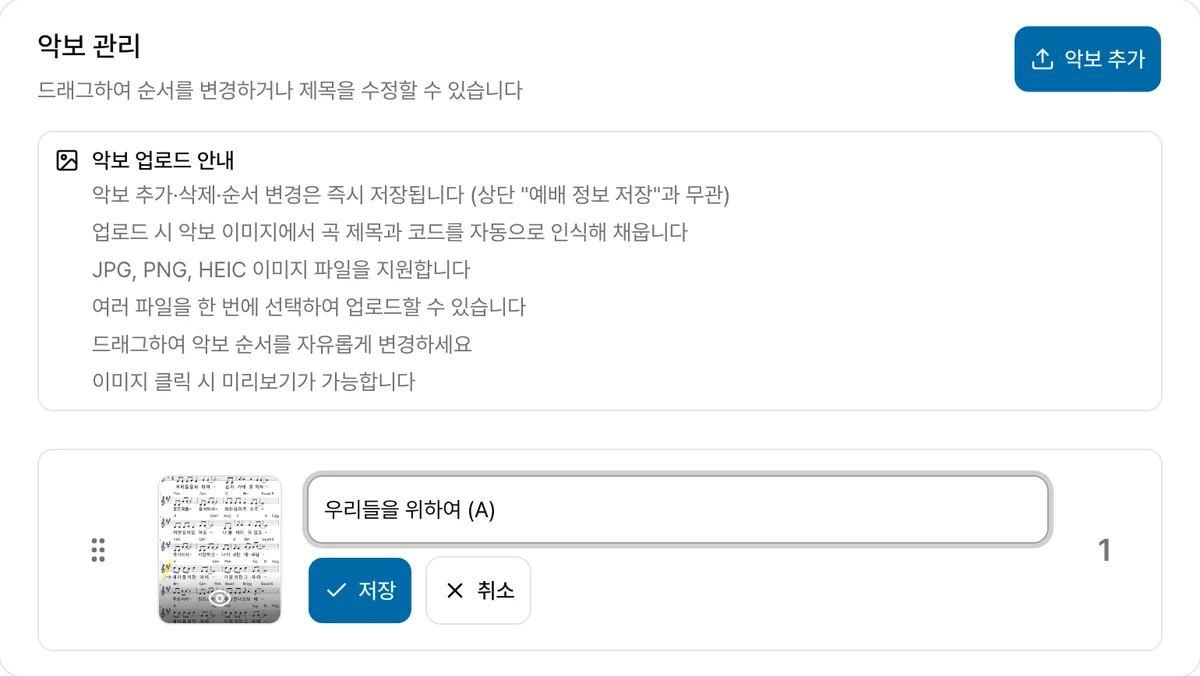 악보 관리
악보 추가
드래그하여 순서를 변경하거나 제목을 수정할 수 있습니다
악보 업로드 안내
악보 추가·삭제·순서 변경은 즉시 저장됩니다 (상단 "예배 정보 저장"과 무관)
업로드 시 악보 이미지에서 곡 제목과 코드를 자동으로 인식해 채웁니다
JPG, PNG, HEIC 이미지 파일을 지원합니다
여러 파일을 한 번에 선택하여 업로드할 수 있습니다
드래그하여 악보 순서를 자유롭게 변경하세요
이미지 클릭 시 미리보기가 가능합니다
우리들을 위하여 (A)
1
저장
취소